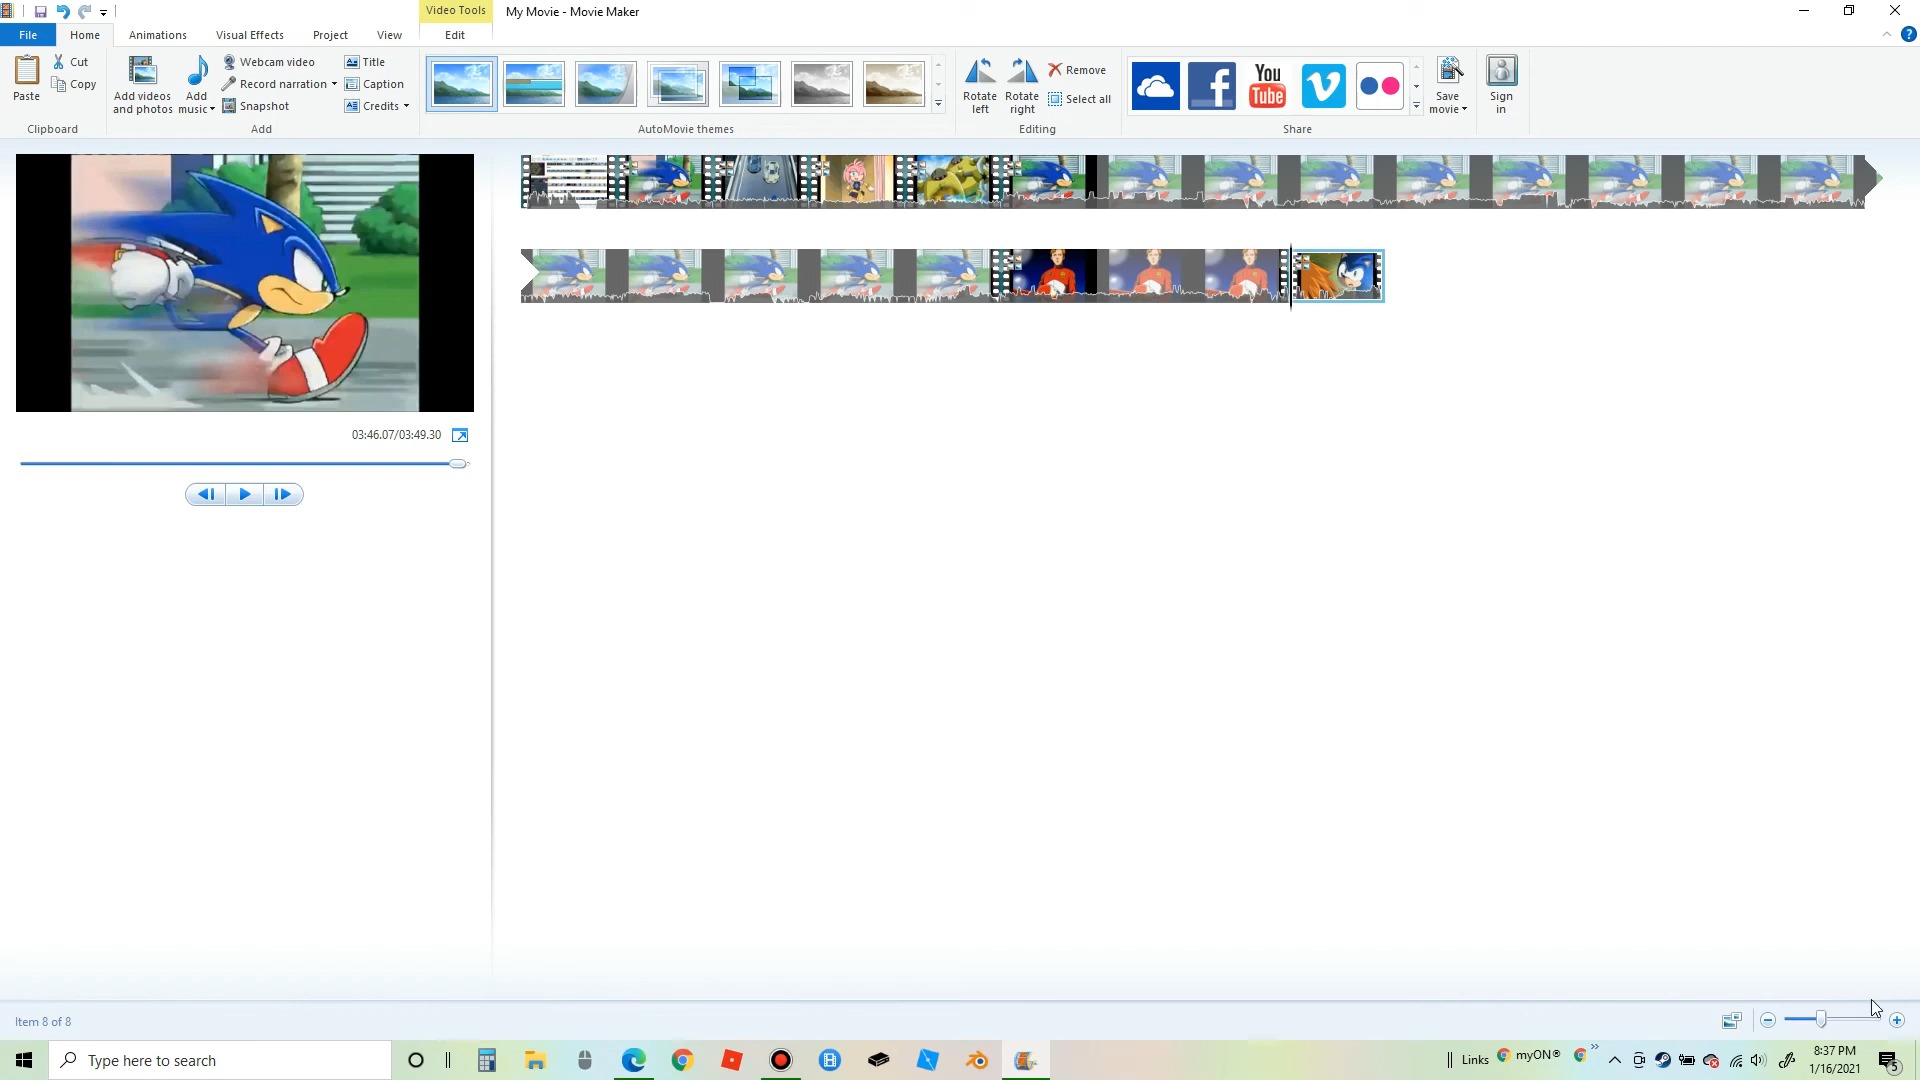 Video Tools
My Movie - Movie Maker
File
Home
Animations
Visual Effects
Project
View
Edit
Paste
Cut
Copy
Clipboard
Add videos
and photos
Add
music
Webcam video
Record narration
Snapshot
Title
Caption
Credits
Add
AutoMovie themes
Rotate
left
Rotate
right
Remove
Select all
Editing
You
Tube
Share
Save
movie
Sign
in
03:46.07/03:49.30
Item 8 of 8
Type here to search
Links
myON®
8:37 PM
1/16/2021
5